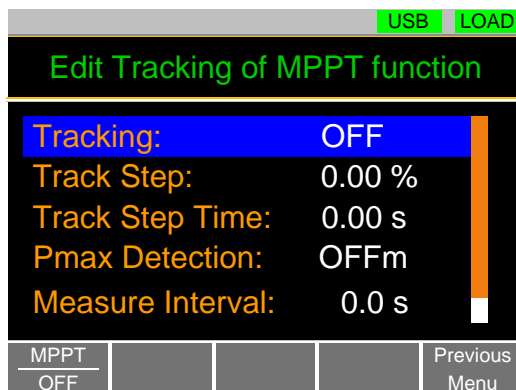 USB LOAD
Edit Tracking of MPPT function
Tracking: OFF
Track Step: 0.00 %
Track Step Time: 0.00 s
Pmax Detection: OFFm
Measure Interval: 0.0 s
MPPT
OFF
Previous
Menu